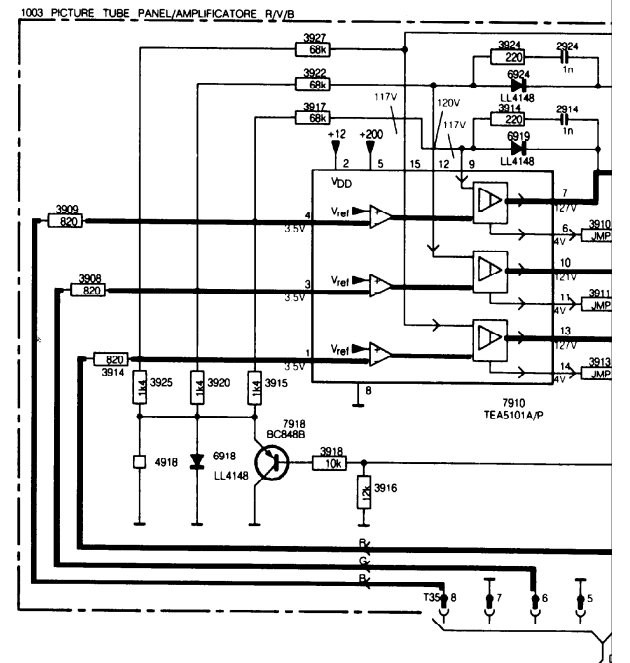 1003 PICTURE TUBE PANEL/AMPLIFICATORE R/V/B
3927
68k
3922
68k
3917
68k
3924
220
2924
1n
6924
LL4148
3914
220
2914
1n
6919
LL4148
117V
120V
117V
+12
+200
2
5
15
12
9
VDD
Vref
4
3.5V
Vref
3
3.5V
Vref
1
3.5V
7
127V
6
4V
3910
JMP
10
121V
11
4V
3911
JMP
13
127V
14
4V
3913
JMP
8
7910
TEA5101A/P
3909
820
3908
820
820
3914
1k4
3925
1k4
3920
1k4
3915
7918
BC848B
4918
6918
LL4148
3918
10k
12k
3916
R
G
B
T35
8
7
6
5